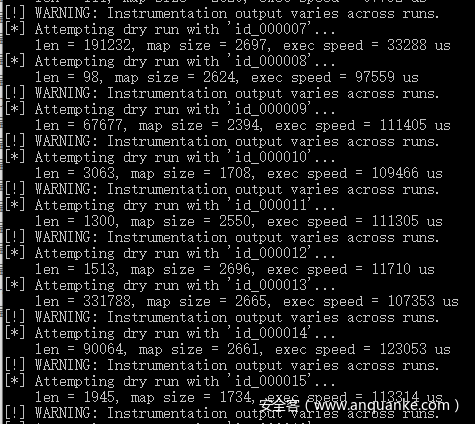 [!] WARNING: Instrumentation output varies across runs.
[*] Attempting dry run with 'id_000007'...
len = 191232, map size = 2697, exec speed = 33288 us
[*] Attempting dry run with 'id_000008'...
len = 98, map size = 2624, exec speed = 97559 us
[!] WARNING: Instrumentation output varies across runs.
[*] Attempting dry run with 'id_000009'...
len = 67677, map size = 2394, exec speed = 111405 us
[!] WARNING: Instrumentation output varies across runs.
[*] Attempting dry run with 'id_000010'...
len = 3063, map size = 1708, exec speed = 109466 us
[!] WARNING: Instrumentation output varies across runs.
[*] Attempting dry run with 'id_000011'...
len = 1300, map size = 2550, exec speed = 111305 us
[!] WARNING: Instrumentation output varies across runs.
[*] Attempting dry run with 'id_000012'...
len = 1513, map size = 2696, exec speed = 11710 us
[*] Attempting dry run with 'id_000013'...
len = 331788, map size = 2665, exec speed = 107353 us
[!] WARNING: Instrumentation output varies across runs.
[*] Attempting dry run with 'id_000014'...
len = 90064, map size = 2661, exec speed = 123053 us
[!] WARNING: Instrumentation output varies across runs.
[*] Attempting dry run with 'id_000015'...
len = 1945, map size = 1734, exec speed = 113314 us
安全客（www.anquanke.com）
[!] WARNING: Instrumentation output varies across runs.